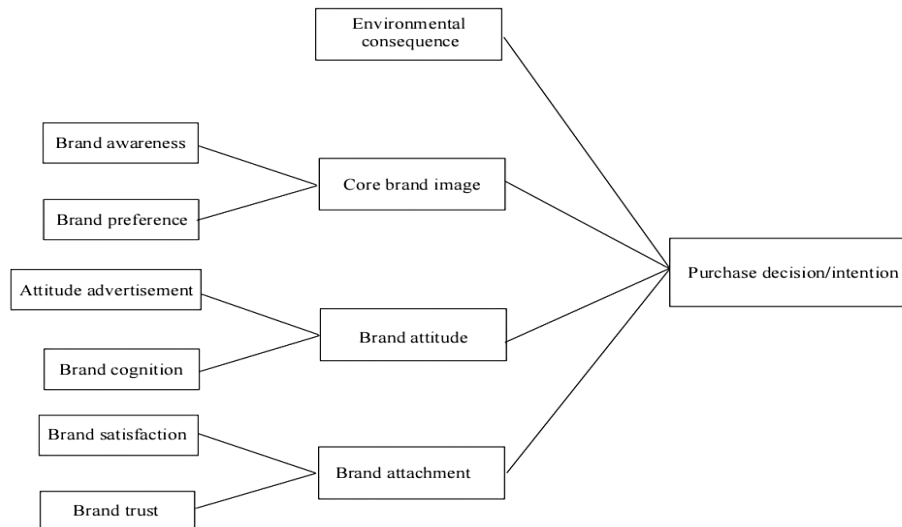 Environmental
consequence
Brand awareness
Core brand image
Brand preference
Purchase decision/intention
Attitude advertisement
Brand attitude
Brand cognition
Brand satisfaction
Brand attachment
Brand trust